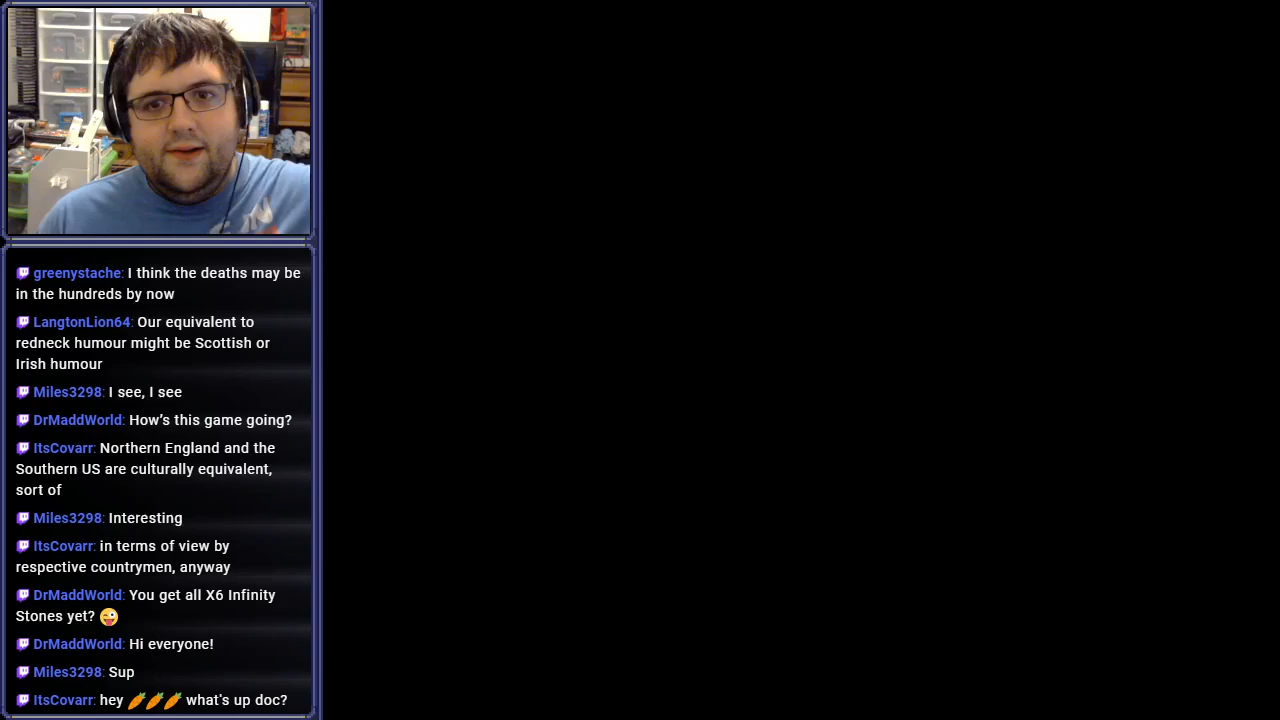 greenystache: I think the deaths may be
in the hundreds by now
LangtonLion64: Our equivalent to
redneck humour might be Scottish or
Irish humour
Miles3298: I see, I see
DrMaddWorld: How's this game going?
ItsCovarr: Northern England and the
Southern US are culturally equivalent,
sort of
Miles3298: Interesting
ItsCovarr: in terms of view by
respective countrymen, anyway
DrMaddWorld: You get all X6 Infinity
Stones yet? 😜
DrMaddWorld: Hi everyone!
Miles3298: Sup
ItsCovarr: hey 🥕🥕🥕 what's up doc?